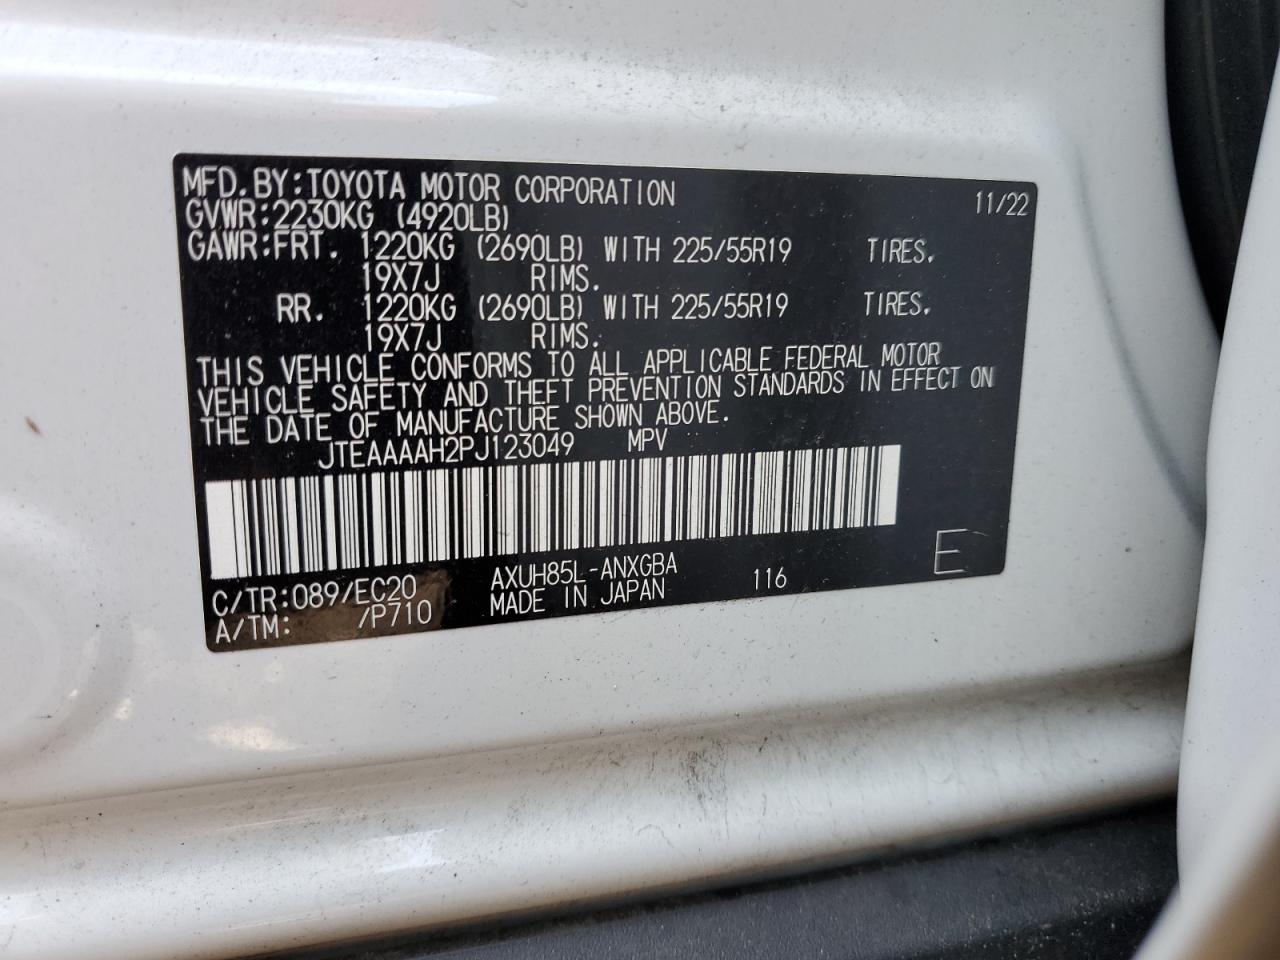 MFD.BY:TOYOTA MOTOR CORPORATION 11/22
GVWR:2230KG (4920LB)
GAWR:FRT. 1220KG (2690LB) WITH 225/55R19 TIRES.
19X7J RIMS.
RR. 1220KG (2690LB) WITH 225/55R19 TIRES.
19X7J RIMS.
THIS VEHICLE CONFORMS TO ALL APPLICABLE FEDERAL MOTOR
VEHICLE SAFETY AND THEFT PREVENTION STANDARDS IN EFFECT ON
THE DATE OF MANUFACTURE SHOWN ABOVE.
JTEAAAAH2PJ123049 MPV
C/TR:089/EC20 AXUH85L-ANXGBA 116 E
A/TM: /P710 MADE IN JAPAN